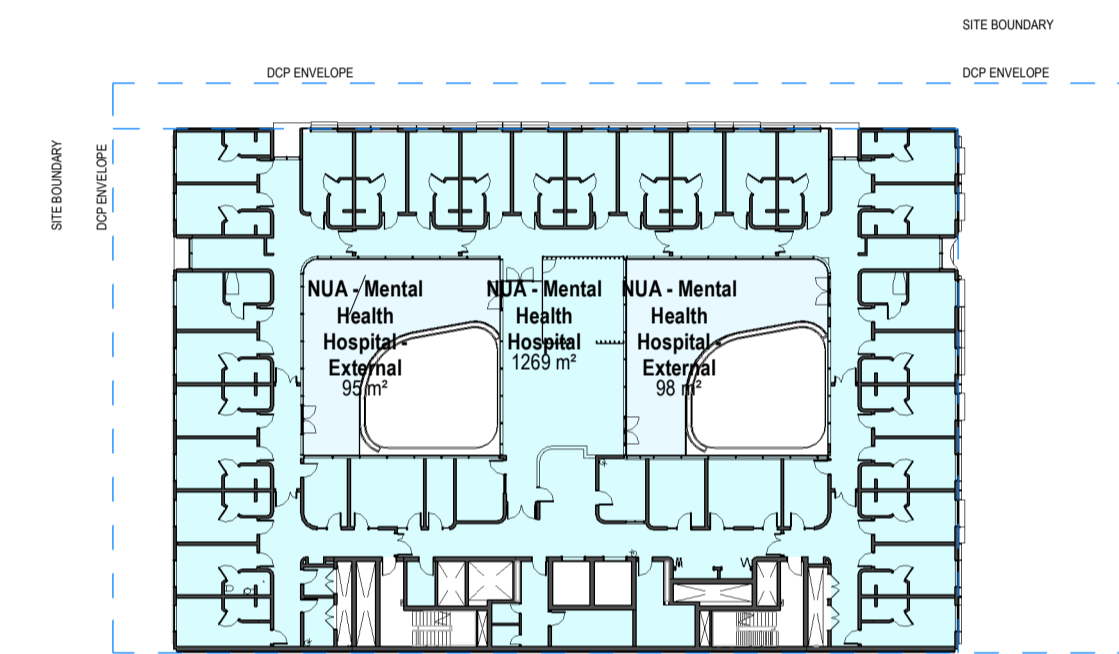 SITE BOUNDARY
DCP ENVELOPE
DCP ENVELOPE
SITE BOUNDARY
DCP ENVELOPE
NUA - Mental
Health
Hospital -
External
95 m²
NUA - Mental
Health
Hospital
1269 m²
NUA - Mental
Health
Hospital -
External
98 m²